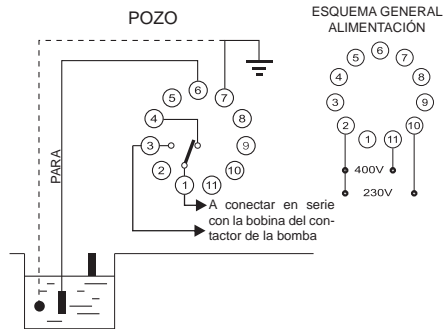 POZO
ESQUEMA GENERAL
ALIMENTACIÓN
6
5
7
4
8
3
9
2
10
1
11
PARA
A conectar en serie
con la bobina del con-
tactor de la bomba
6
5
7
4
8
3
9
2
10
1
11
400V
230V